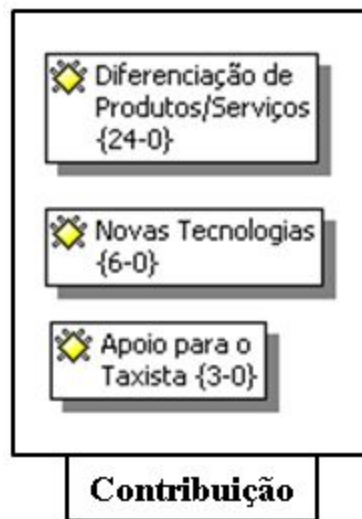 Diferenciação de
Produtos/Serviços
{24-0}
Novas Tecnologias
{6-0}
Apoio para o
Taxista {3-0}
Contribuição